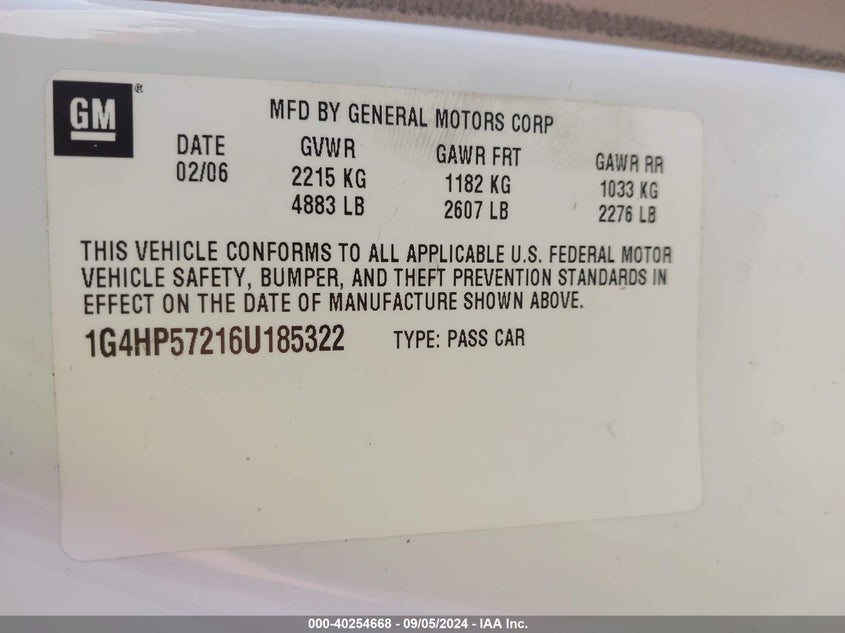 GM ®
MFD BY GENERAL MOTORS CORP
DATE GVWR GAWR FRT GAWR RR
02/06 2215 KG 1182 KG 1033 KG
4883 LB 2607 LB 2276 LB
THIS VEHICLE CONFORMS TO ALL APPLICABLE U.S. FEDERAL MOTOR
VEHICLE SAFETY, BUMPER, AND THEFT PREVENTION STANDARDS IN
EFFECT ON THE DATE OF MANUFACTURE SHOWN ABOVE.
1G4HP57216U185322 TYPE: PASS CAR
000-40254668 - 09/05/2024 - IAA Inc.